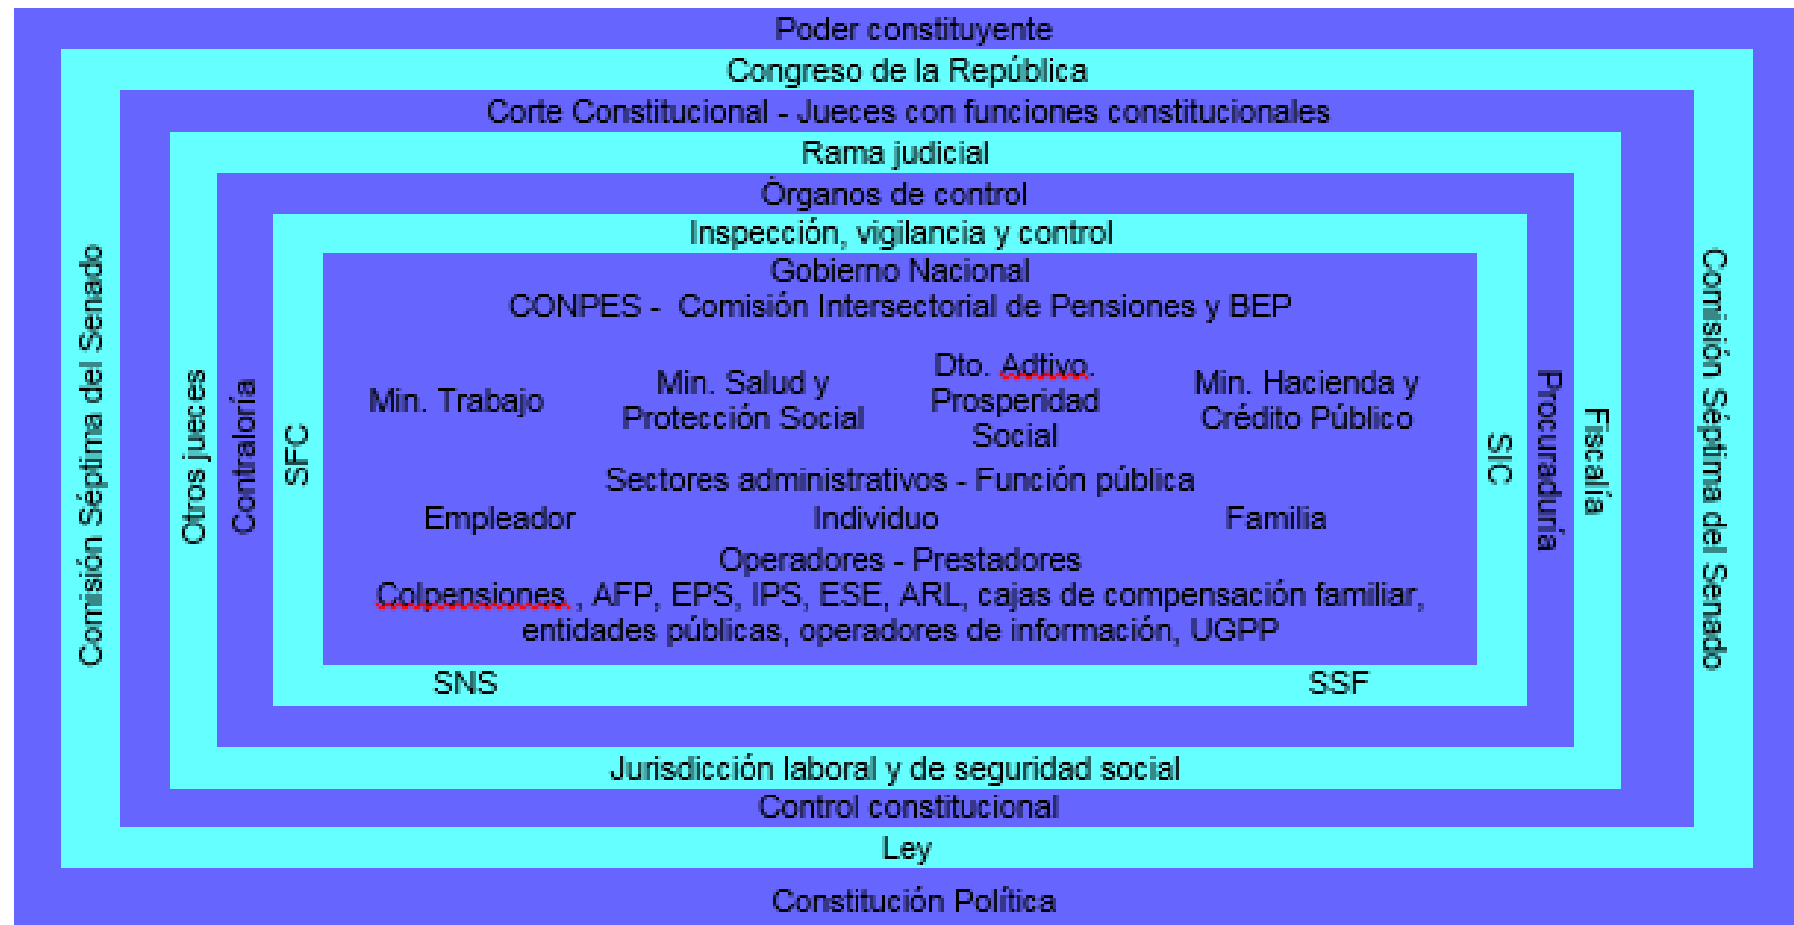 Poder constituyente
Congreso de la República
Corte Constitucional - Jueces con funciones constitucionales
Rama judicial
Órganos de control
Inspección, vigilancia y control
Gobierno Nacional
CONPES - Comisión Intersectorial de Pensiones y BEP
Min. Trabajo
Min. Salud y
Protección Social
Dto. Adtivo.
Prosperidad
Social
Min. Hacienda y
Crédito Público
Sectores administrativos - Función pública
Empleador
Individuo
Familia
Operadores - Prestadores
Colpensiones , AFP, EPS, IPS, ESE, ARL, cajas de compensación familiar,
entidades públicas, operadores de información, UGPP
Comisión Séptima del Senado
Otros jueces
Contraloría
SFC
SIC
Procuraduría
Fiscalía
Comisión Séptima del Senado
SNS
SSF
Jurisdicción laboral y de seguridad social
Control constitucional
Ley
Constitución Política